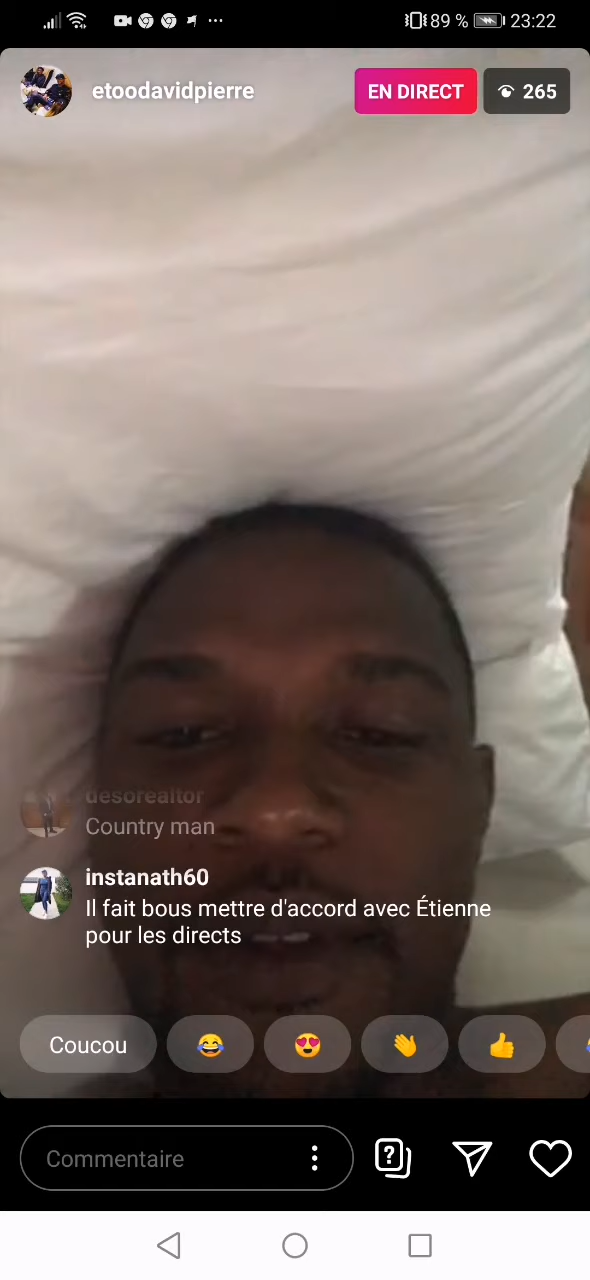 89 % 23:22
etoodavidpierre EN DIRECT 265
desorealtor
Country man
instanath60
Il fait bous mettre d'accord avec Étienne
pour les directs
Coucou
Commentaire